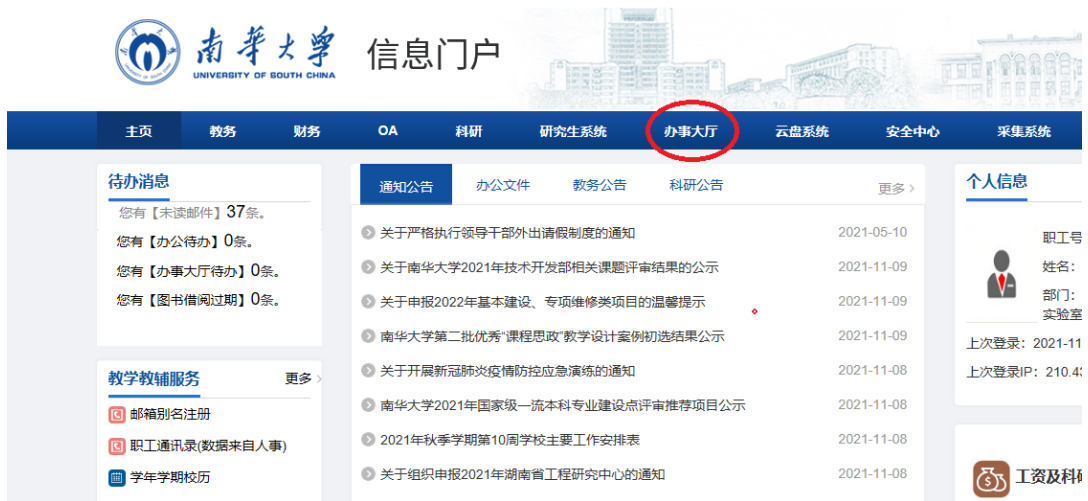 南华大学
UNIVERSITY OF SOUTH CHINA
信息门户
主页 教务 财务 OA 科研 研究生系统 办事大厅 云盘系统 安全中心 采集系统
待办消息
您有【未读邮件】37条。
您有【办公待办】0条。
您有【办事大厅待办】0条。
您有【图书借阅过期】0条。
教学教辅服务 更多
邮箱别名注册
职工通讯录(数据来自人事)
学年学期校历
通知公告 办公文件 教务公告 科研公告 更多
关于严格执行领导干部外出请假制度的通知 2021-05-10
关于南华大学2021年技术开发部相关课题评审结果的公示 2021-11-09
关于申报2022年基本建设、专项维修类项目的温馨提示 2021-11-09
南华大学第二批优秀“课程思政”教学设计案例初选结果公示 2021-11-09
关于开展新冠肺炎疫情防控应急演练的通知 2021-11-08
南华大学2021年国家级一流本科专业建设点评审推荐项目公示 2021-11-08
2021年秋季学期第10周学校主要工作安排表 2021-11-08
关于组织申报2021年湖南省工程研究中心的通知 2021-11-08
个人信息
职工号
姓名：
部门：
实验室
上次登录：2021-11
上次登录IP：210.43
工资及科研